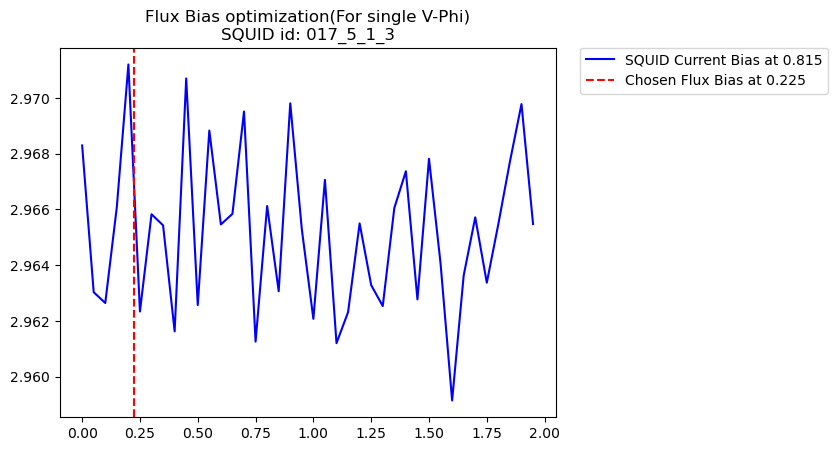 Flux Bias optimization(For single V-Phi)
SQUID id: 017_5_1_3
SQUID Current Bias at 0.815
Chosen Flux Bias at 0.225
2.970
2.968
2.966
2.964
2.962
2.960
0.00 0.25 0.50 0.75 1.00 1.25 1.50 1.75 2.00